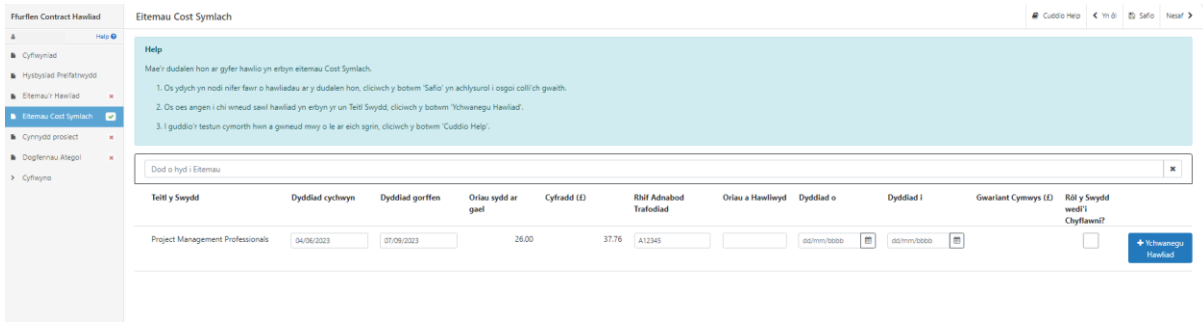 Ffurflen Contract Hawliad
Eitemau Cost Symlach
Cuddio Help
Yn ôl
Safio
Nesaf
Help
Cyflwyniad
Hysbysiad Preifatrwydd
Eitemau'r Hawliad
Eitemau Cost Symlach
Cynnydd prosiect
Dogfennau Ategol
Cyflwyno
Help
Mae'r dudalen hon ar gyfer hawlio yn erbyn eitemau Cost Symlach.
1. Os ydych yn nodi nifer fawr o hawliadau ar y dudalen hon, cliciwch y botwm 'Safio' yn achlysurol i osgoi colli'ch gwaith.
2. Os oes angen i chi wneud sawl hawliad yn erbyn yr un Teitl Swydd, cliciwch y botwm 'Ychwanegu Hawliad'.
3. I guddio'r testun cymorth hwn a gwneud mwy o le ar eich sgrin, cliciwch y botwm 'Cuddio Help'.
Dod o hyd i Eitemau
Teitl y Swydd
Dyddiad cychwyn
Dyddiad gorffen
Oriau sydd ar
gael
Cyfradd (£)
Rhif Adnabod
Trafodiad
Oriau a Hawliwyd
Dyddiad o
Dyddiad i
Gwariant Cymwys (£)
Rôl y Swydd
wedi'i
Chyflawni?
Project Management Professionals
04/06/2023
07/09/2023
26.00
37.76
A12345
dd/mm/bbbb
dd/mm/bbbb
+ Ychwanegu
Hawliad